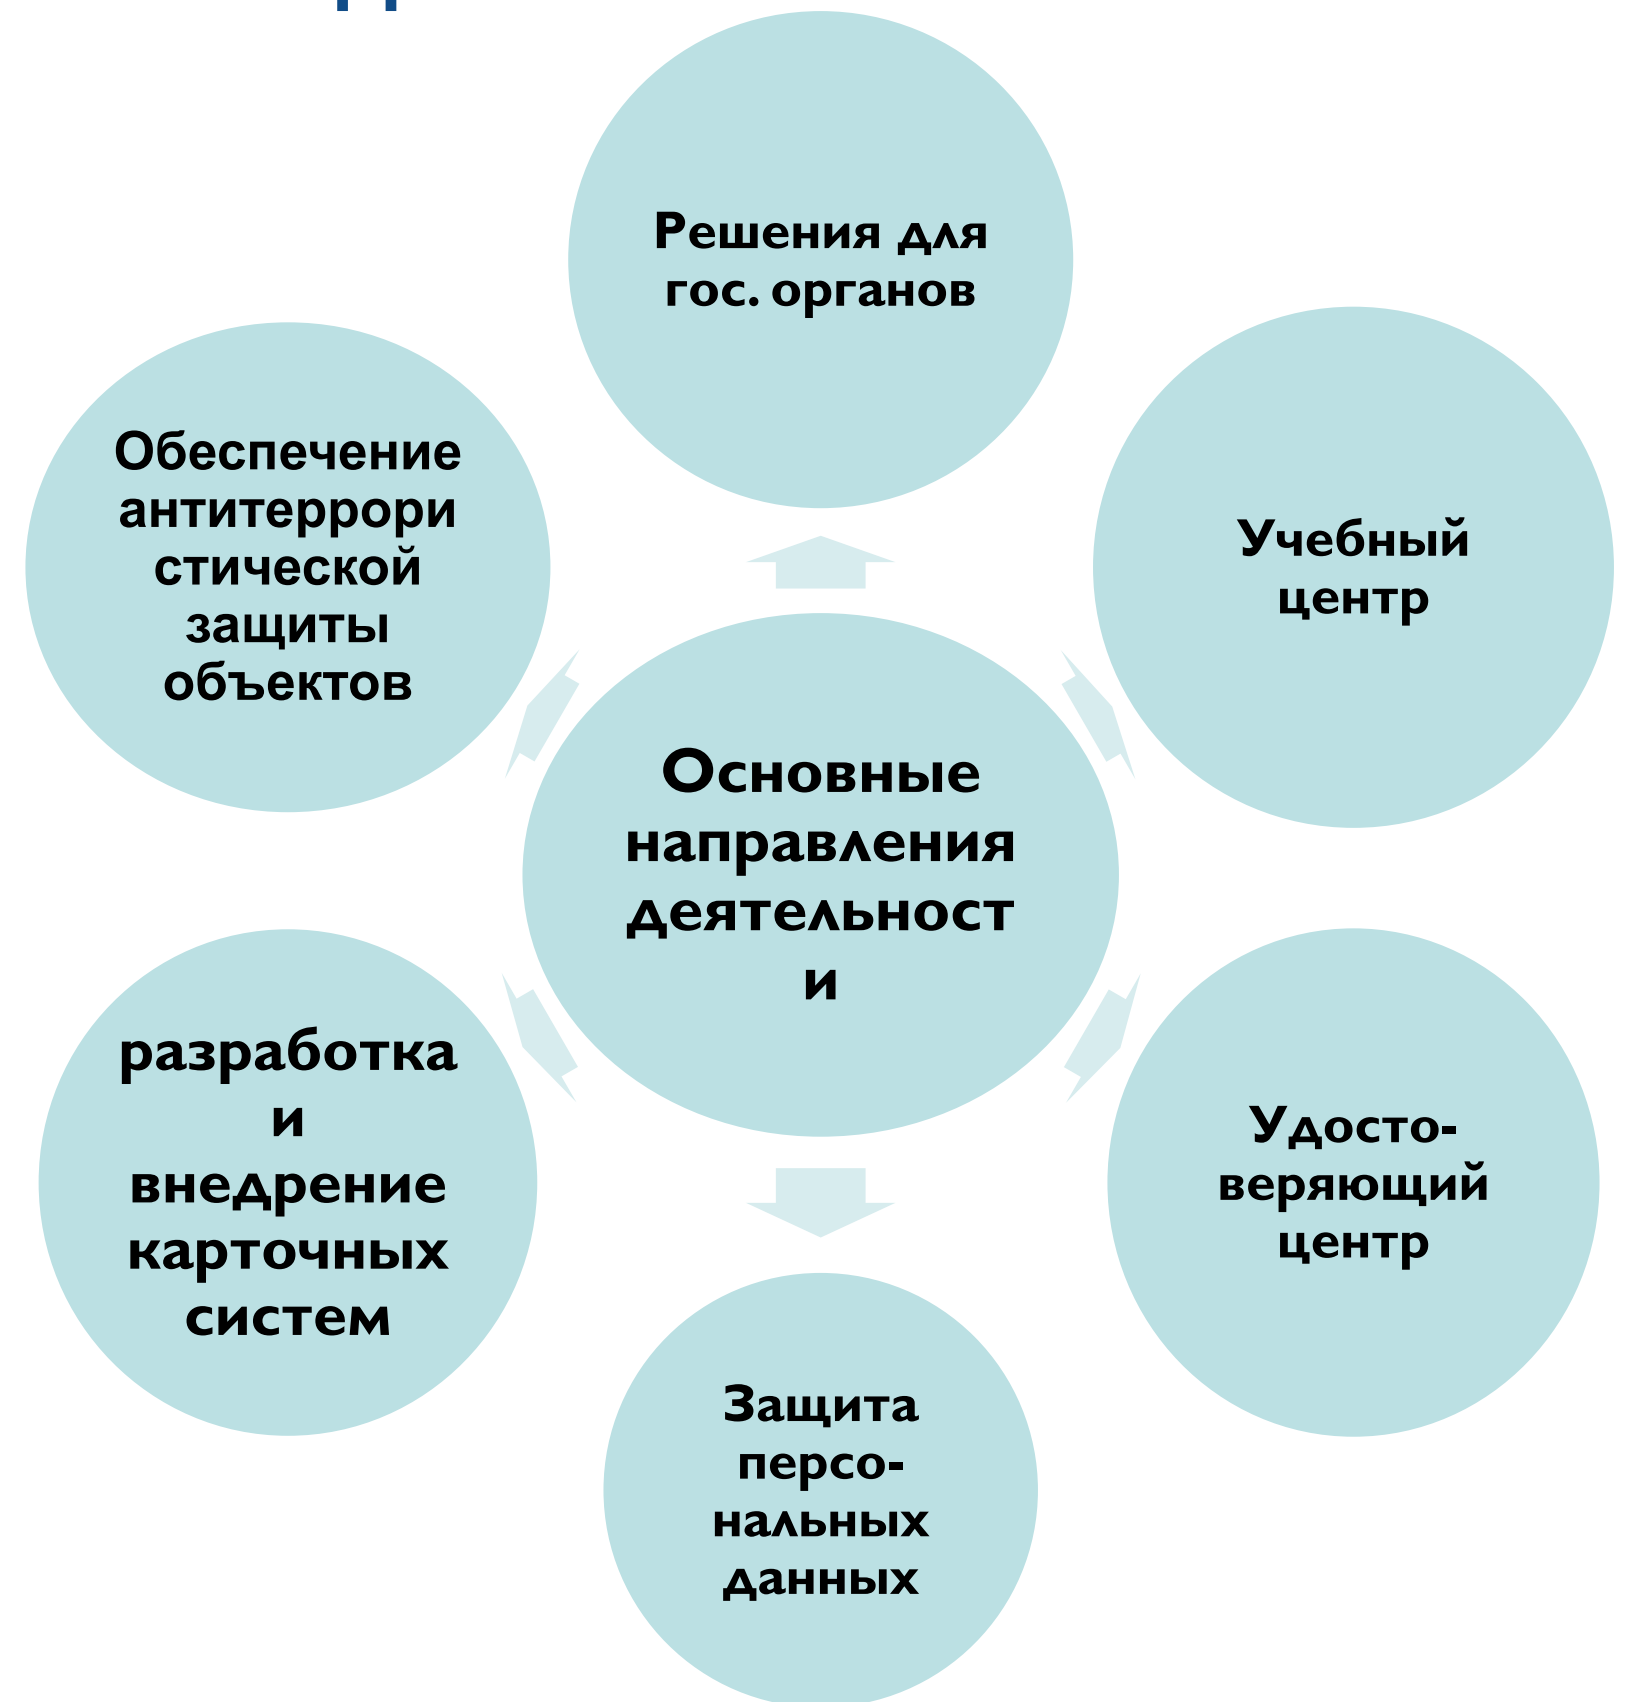 Решения для
гос. органов
Обеспечение
антитеррори
стической
защиты
объектов
Учебный
центр
Основные
направления
деятельност
и
разработка
и
внедрение
карточных
систем
Удосто-
веряющий
центр
Защита
персо-
нальных
данных